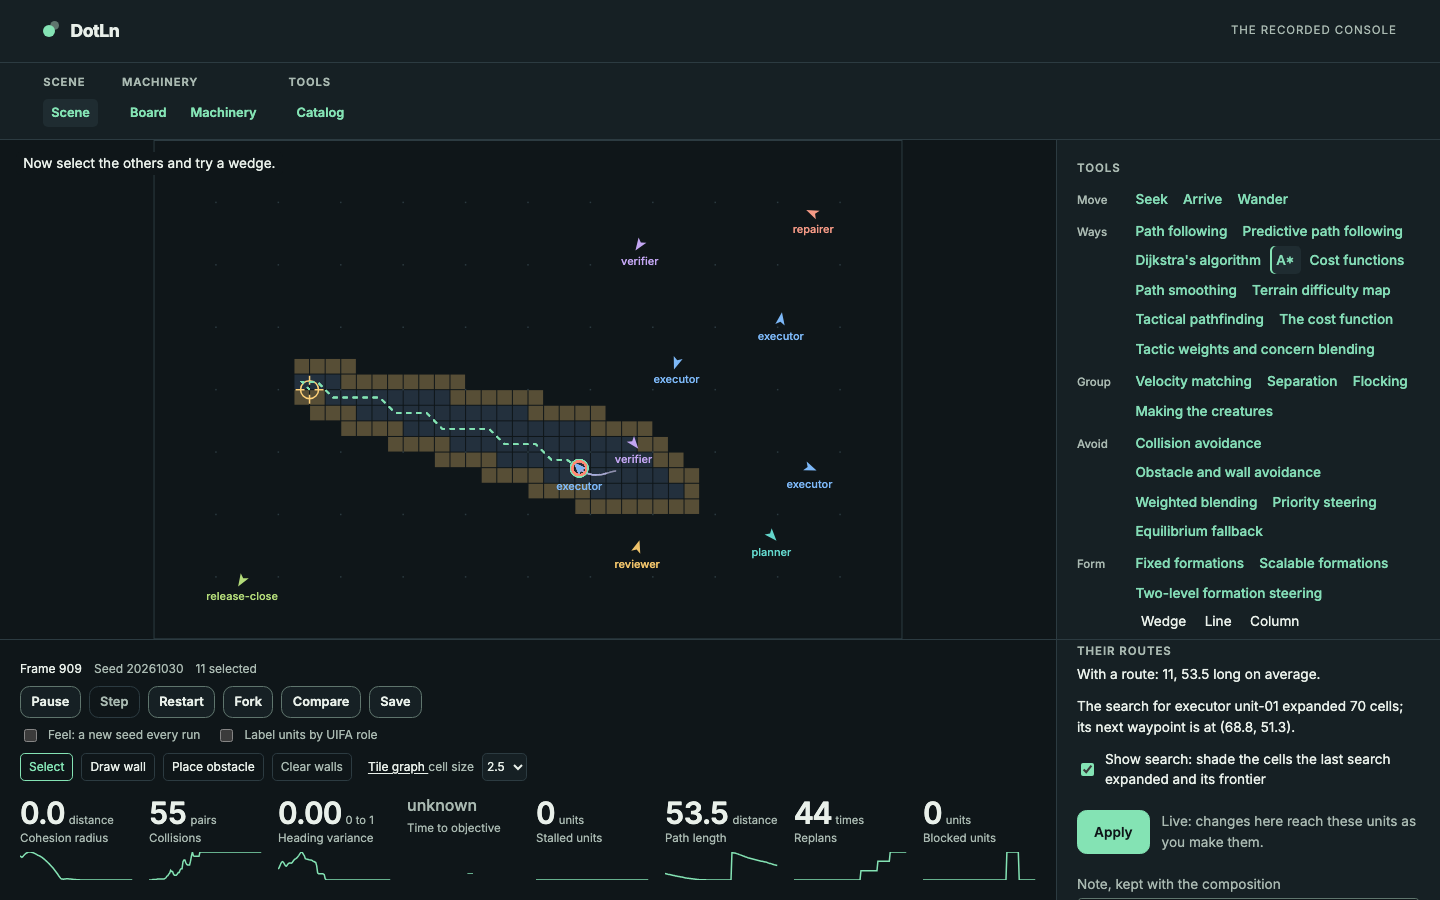 DotLn
THE RECORDED CONSOLE
SCENE
MACHINERY
TOOLS
Scene
Board
Machinery
Catalog
Now select the others and try a wedge.
repairer
verifier
executor
executor
verifier
executor
executor
planner
reviewer
release-close
TOOLS
Move
Seek Arrive Wander
Ways
Path following Predictive path following
Dijkstra's algorithm A* Cost functions
Path smoothing Terrain difficulty map
Tactical pathfinding The cost function
Tactic weights and concern blending
Group
Velocity matching Separation Flocking
Making the creatures
Avoid
Collision avoidance
Obstacle and wall avoidance
Weighted blending Priority steering
Equilibrium fallback
Form
Fixed formations Scalable formations
Two-level formation steering
Wedge Line Column
THEIR ROUTES
With a route: 11, 53.5 long on average.
The search for executor unit-01 expanded 70 cells;
its next waypoint is at (68.8, 51.3).
Show search: shade the cells the last search
expanded and its frontier
Apply
Live: changes here reach these units as
you make them.
Note, kept with the composition
Frame 909 Seed 20261030 11 selected
Pause Step Restart Fork Compare Save
Feel: a new seed every run Label units by UIFA role
Select Draw wall Place obstacle Clear walls Tile graph cell size 2.5
0.0 distance
Cohesion radius
55 pairs
Collisions
0.00 0 to 1
Heading variance
unknown
Time to objective
0 units
Stalled units
53.5 distance
Path length
44 times
Replans
0 units
Blocked units